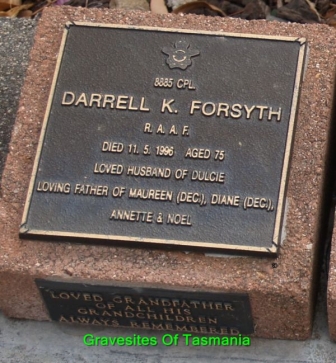 8885 CPL.
DARRELL K. FORSYTH
R. A. A. F.
DIED 11. 5. 1996 AGED 75
LOVED HUSBAND OF DULCIE
LOVING FATHER OF MAUREEN (DEC.), DIANE (DEC.),
ANNETTE & NOEL
LOVED GRANDFATHER
OF ALL HIS
GRANDCHILDREN
ALWAYS REMEMBERED
Gravesites Of Tasmania